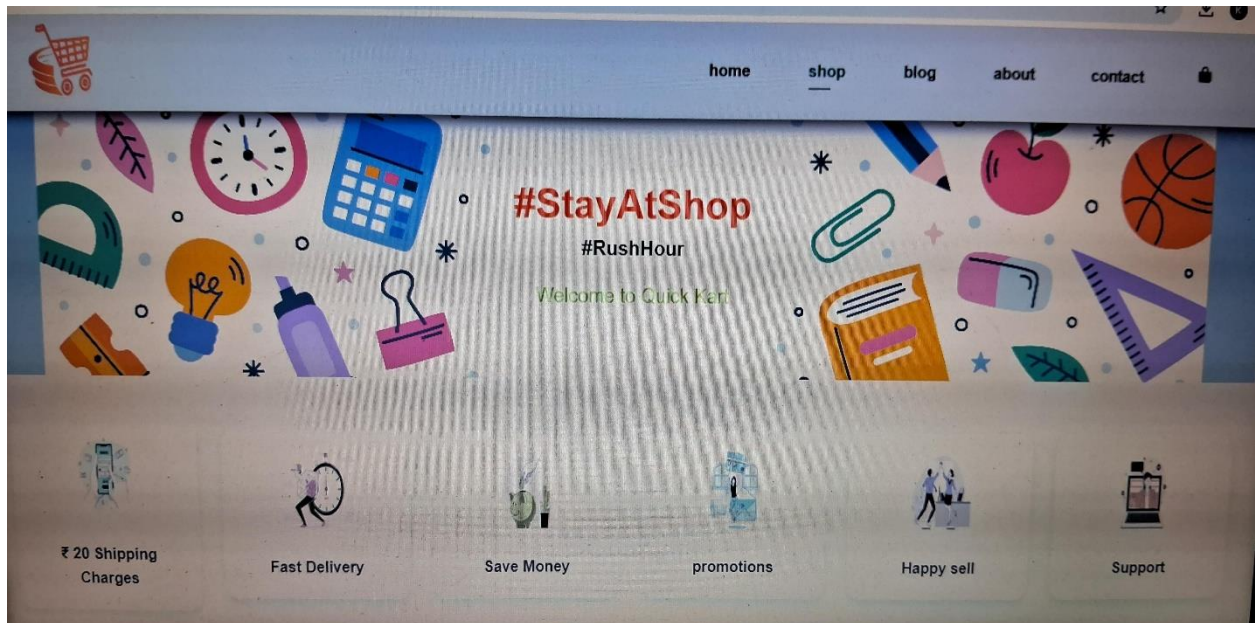 home shop blog about contact
#StayAtShop
#RushHour
Welcome to Quick Kart
₹ 20 Shipping
Charges
Fast Delivery
Save Money
promotions
Happy sell
Support